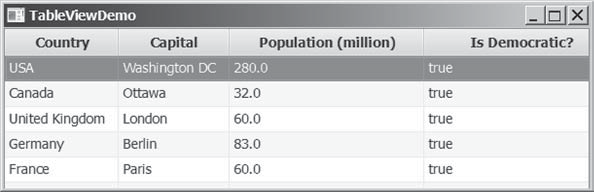 TableViewDemo
Country Capital Population (million) Is Democratic?
USA Washington DC 280.0 true
Canada Ottawa 32.0 true
United Kingdom London 60.0 true
Germany Berlin 83.0 true
France Paris 60.0 true